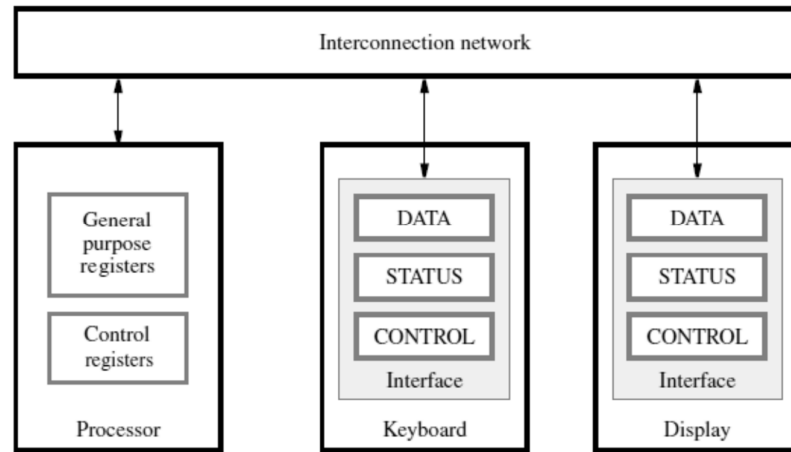 Interconnection network
General
purpose
registers
Control
registers
Processor
DATA
STATUS
CONTROL
Interface
Keyboard
DATA
STATUS
CONTROL
Interface
Display